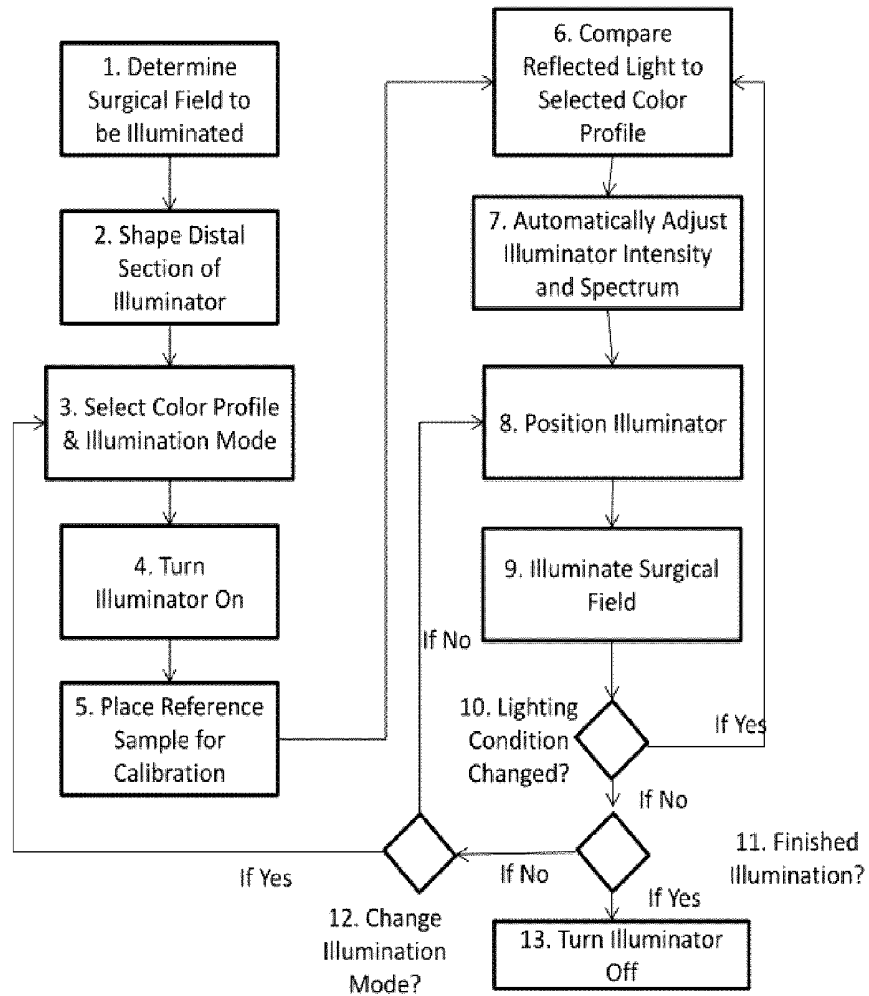 1. Determine
Surgical Field to
be Illuminated
2. Shape Distal
Section of
Illuminator
3. Select Color Profile
& Illumination Mode
4. Turn
Illuminator On
5. Place Reference
Sample for
Calibration
6. Compare
Reflected Light to
Selected Color
Profile
7. Automatically Adjust
Illuminator Intensity
and Spectrum
8. Position Illuminator
9. Illuminate Surgical
Field
If No
10. Lighting
Condition
Changed?
If Yes
If No
11. Finished
Illumination?
If No
If Yes
If Yes
12. Change
Illumination
Mode?
13. Turn Illuminator
Off